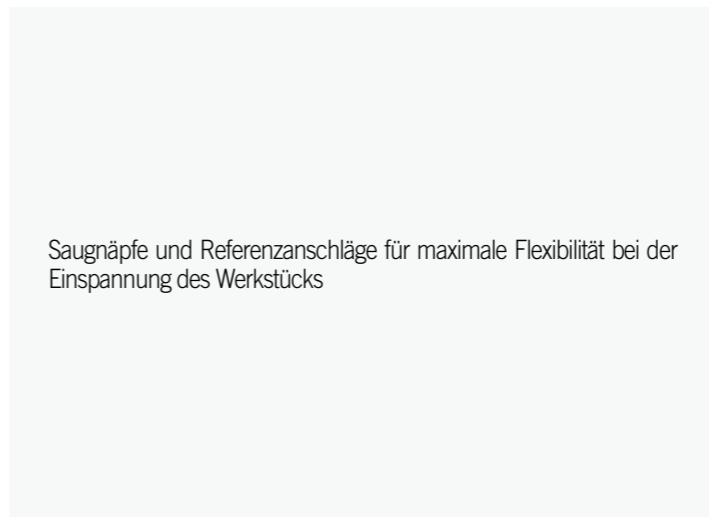 Saugnäpfe und Referenzanschläge für maximale Flexibilität bei der
Einspannung des Werkstücks